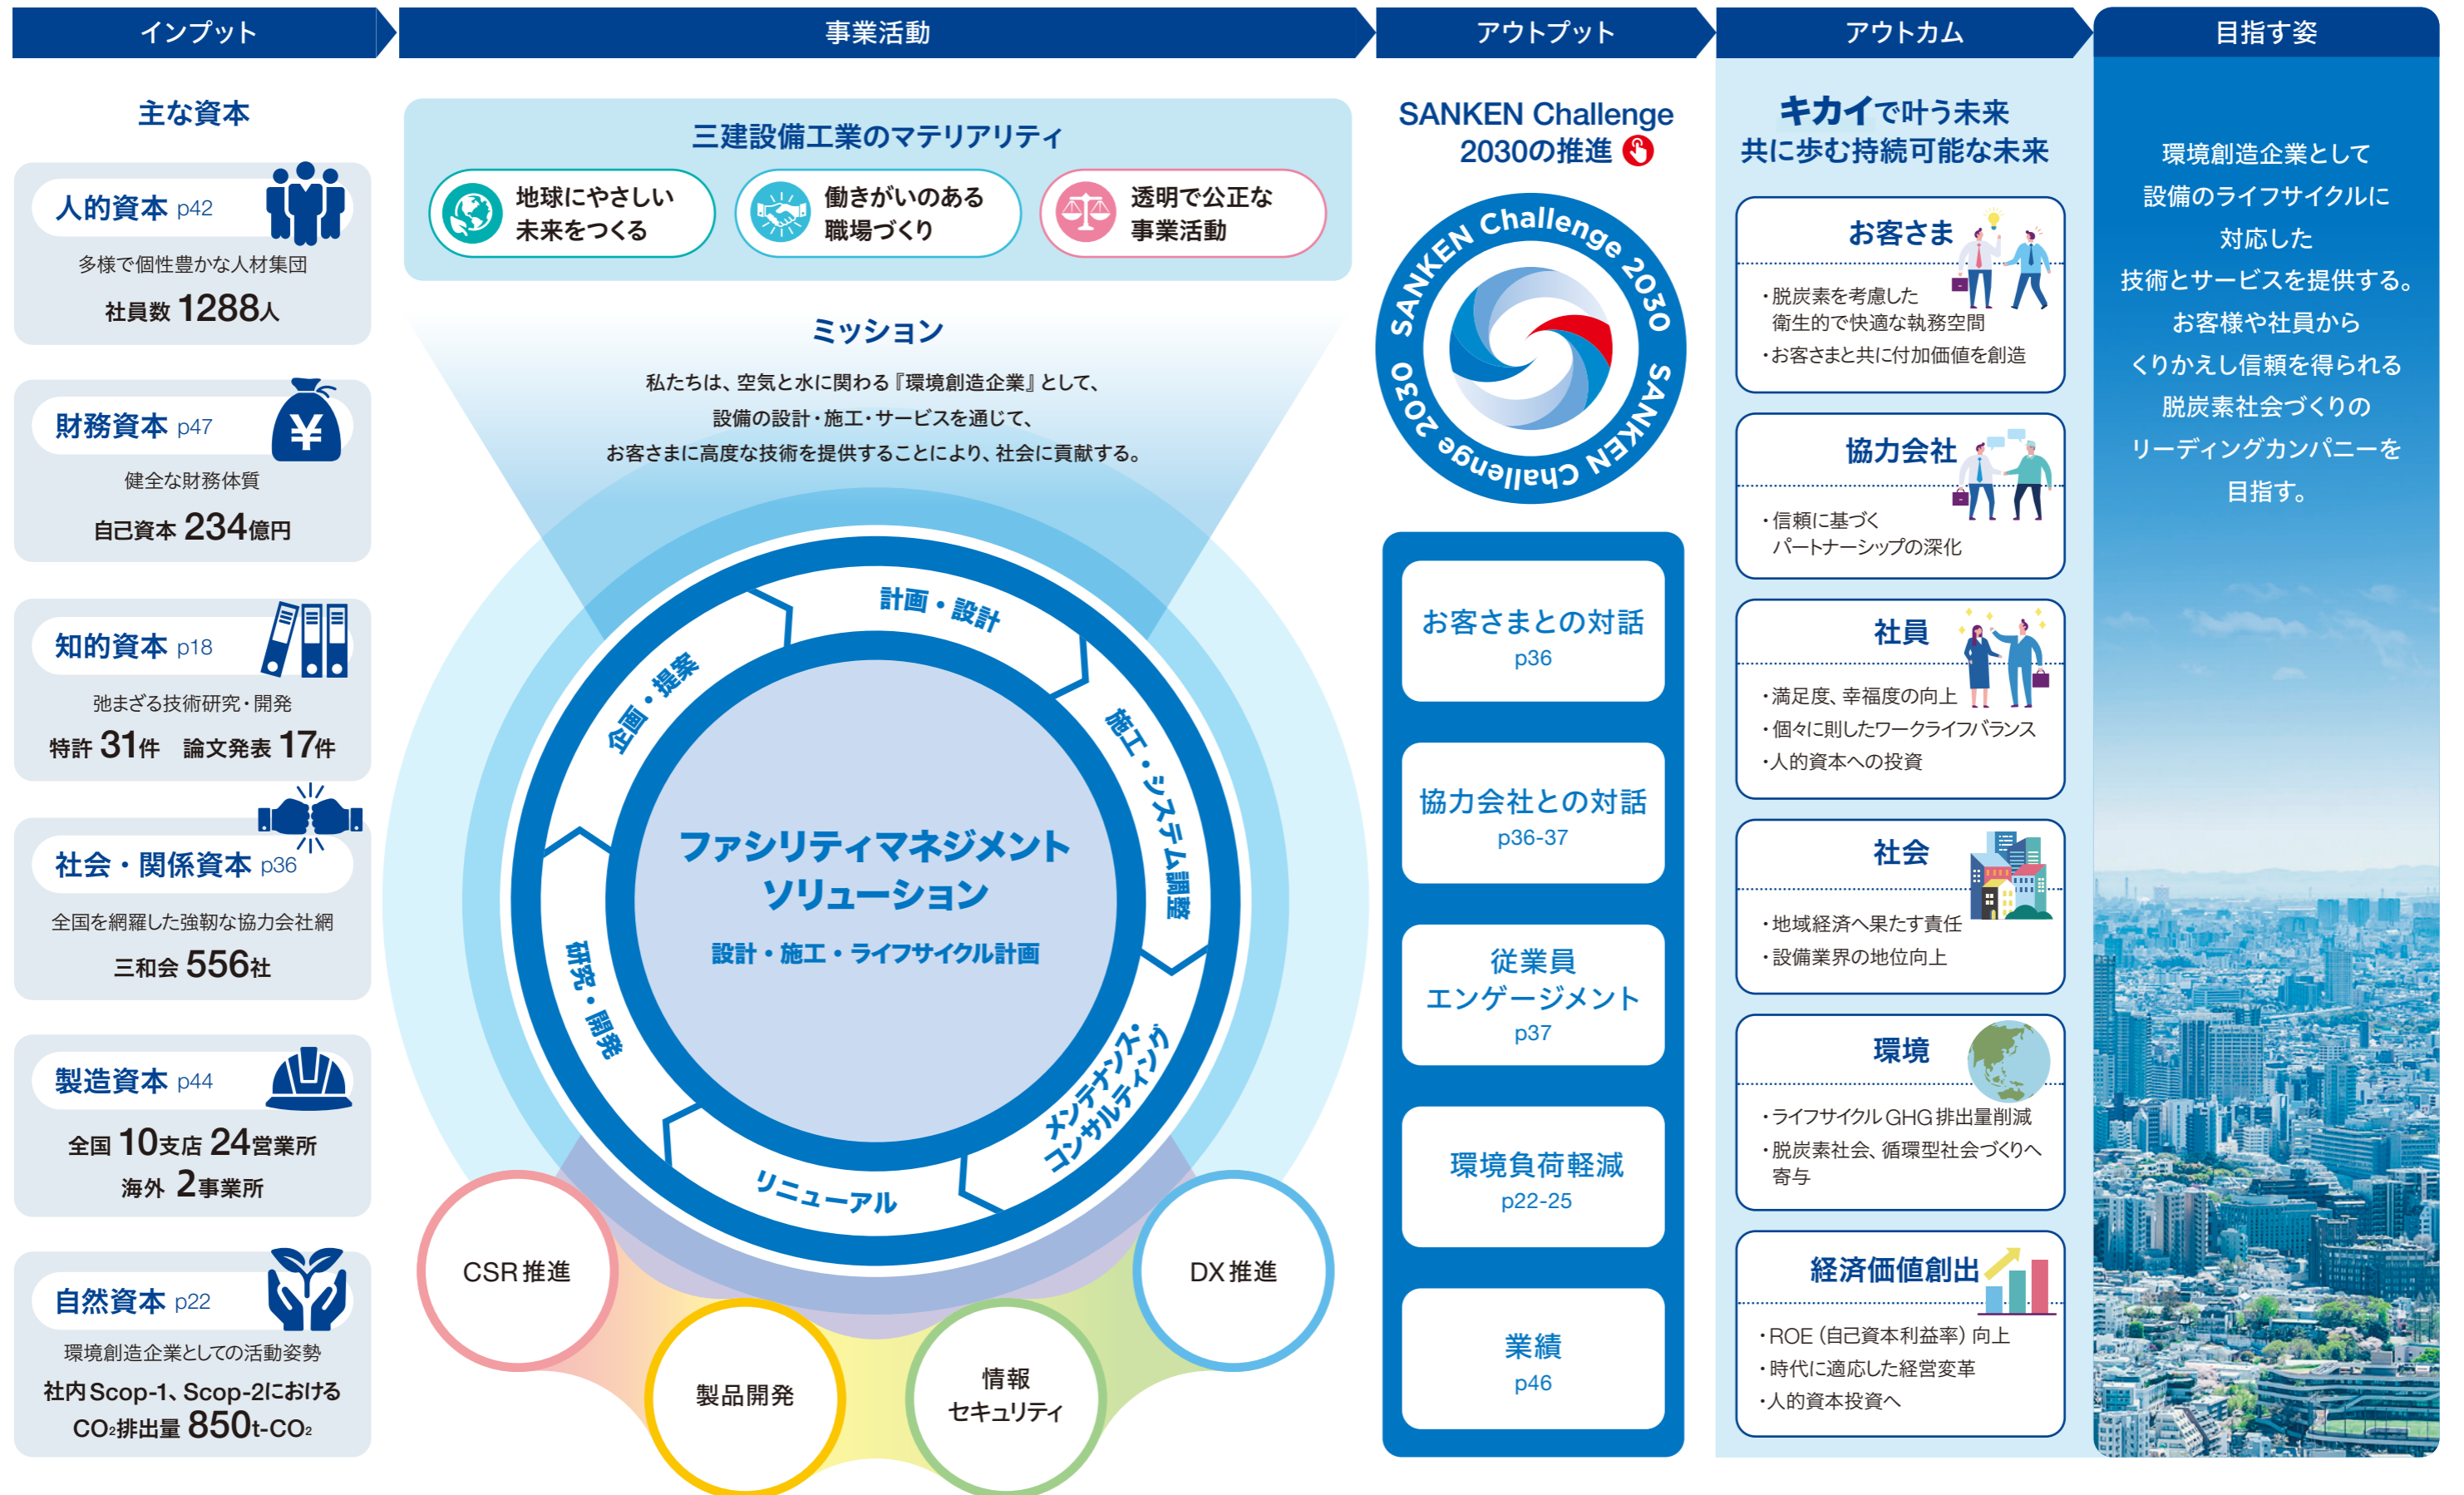 インプット
事業活動
アウトプット
アウトカム
目指す姿
主な資本
人的資本 p42
多様で個性豊かな人材集団
社員数 1288人
財務資本 p47
¥
健全な財務体質
自己資本 234億円
知的資本 p18
弛まざる技術研究・開発
特許 31件 論文発表 17件
社会・関係資本 p36
全国を網羅した強靭な協力会社網
三和会 556社
製造資本 p44
全国 10支店 24営業所
海外 2事業所
自然資本 p22
環境創造企業としての活動姿勢
社内Scop-1、Scop-2における
CO₂排出量 850t-CO₂
三建設備工業のマテリアリティ
地球にやさしい
未来をつくる
働きがいのある
職場づくり
透明で公正な
事業活動
ミッション
私たちは、空気と水に関わる『環境創造企業』として、
設備の設計・施工・サービスを通じて、
お客さまに高度な技術を提供することにより、社会に貢献する。
計画・設計
施工・システム調整
メンテナンス・
コンサルティング
リニューアル
研究・開発
企画・提案
ファシリティマネジメント
ソリューション
設計・施工・ライフサイクル計画
CSR推進
製品開発
情報
セキュリティ
DX推進
SANKEN Challenge
2030の推進
SANKEN Challenge 2030
SANKEN Challenge 2030
お客さまとの対話
p36
協力会社との対話
p36-37
従業員
エンゲージメント
p37
環境負荷軽減
p22-25
業績
p46
キカイで叶う未来
共に歩む持続可能な未来
お客さま
・脱炭素を考慮した
衛生的で快適な執務空間
・お客さまと共に付加価値を創造
協力会社
・信頼に基づく
パートナーシップの深化
社員
・満足度、幸福度の向上
・個々に則したワークライフバランス
・人的資本への投資
社会
・地域経済へ果たす責任
・設備業界の地位向上
環境
・ライフサイクルGHG排出量削減
・脱炭素社会、循環型社会づくりへ
寄与
経済価値創出
・ROE（自己資本利益率）向上
・時代に適応した経営変革
・人的資本投資へ
環境創造企業として
設備のライフサイクルに
対応した
技術とサービスを提供する。
お客様や社員から
くりかえし信頼を得られる
脱炭素社会づくりの
リーディングカンパニーを
目指す。